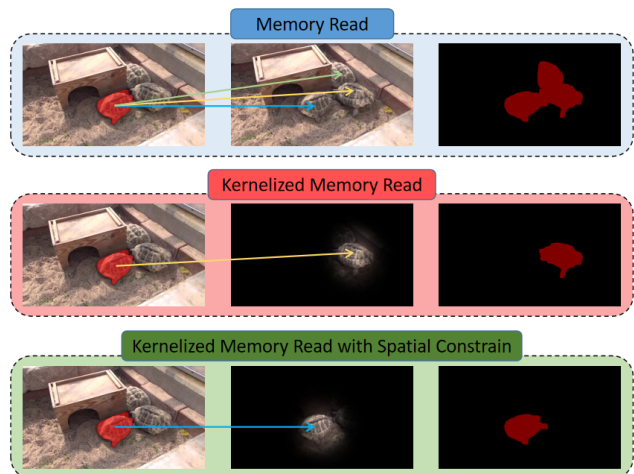 Memory Read
Kernelized Memory Read
Kernelized Memory Read with Spatial Constrain